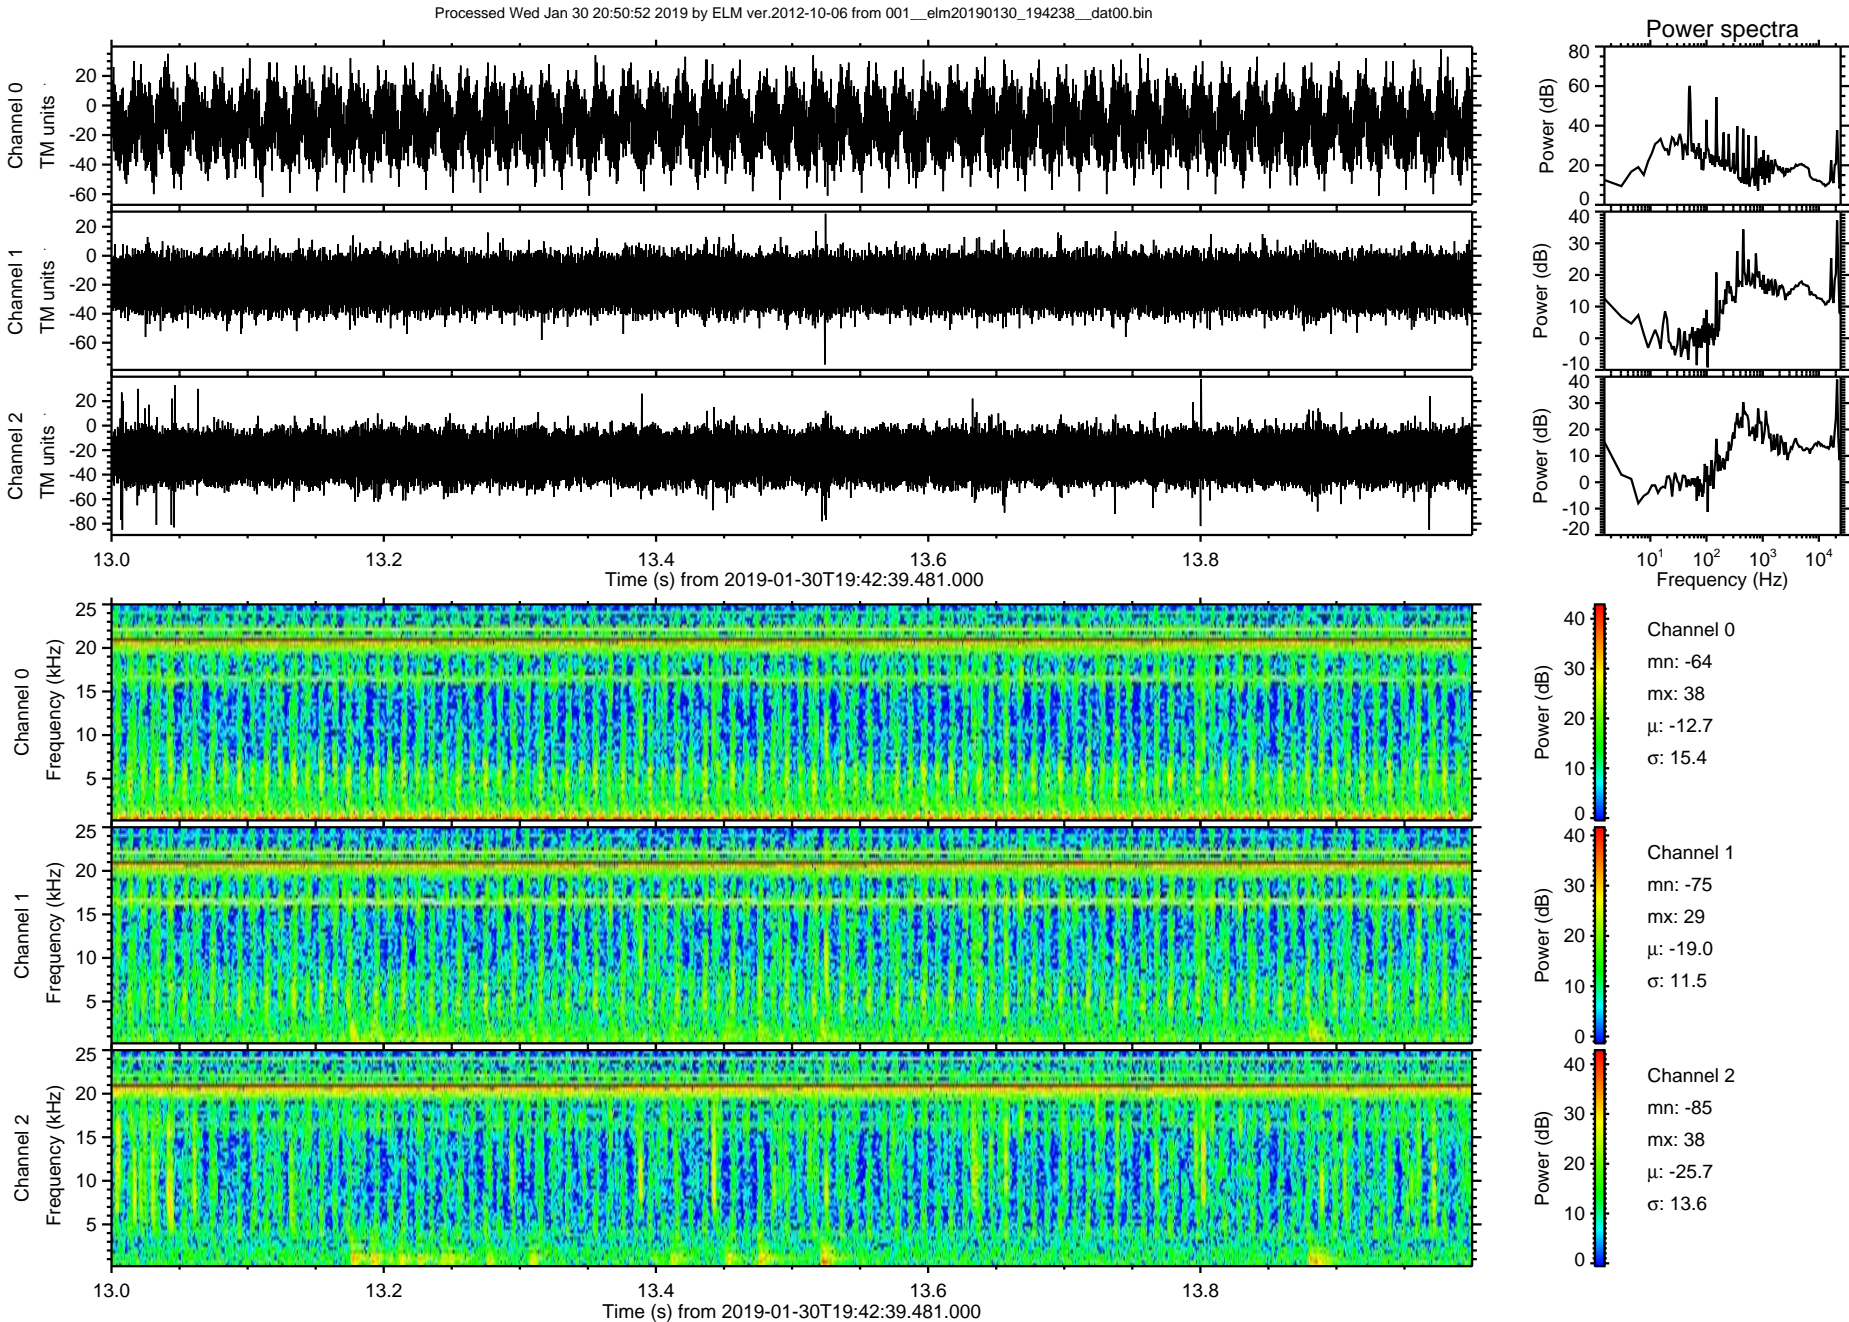 Processed Wed Jan 30 20:50:52 2019 by ELM ver.2012-10-06 from 001__elm20190130_194238__dat00.bin
Power spectra
Channel 0
TM units
20
0
-20
-40
-60
Power (dB)
80
60
40
20
0
Channel 1
TM units
20
0
-20
-40
-60
Power (dB)
40
30
20
10
0
-10
Channel 2
TM units
20
0
-20
-40
-60
-80
Power (dB)
40
30
20
10
0
-10
-20
13.0 13.2 13.4 13.6 13.8
Time (s) from 2019-01-30T19:42:39.481.000
10^1 10^2 10^3 10^4
Frequency (Hz)
Channel 0
Frequency (kHz)
25
20
15
10
5
Power (dB)
40
30
20
10
0
Channel 0
mn: -64
mx: 38
μ: -12.7
σ: 15.4
Channel 1
Frequency (kHz)
25
20
15
10
5
Power (dB)
40
30
20
10
0
Channel 1
mn: -75
mx: 29
μ: -19.0
σ: 11.5
Channel 2
Frequency (kHz)
25
20
15
10
5
Power (dB)
40
30
20
10
0
Channel 2
mn: -85
mx: 38
μ: -25.7
σ: 13.6
13.0 13.2 13.4 13.6 13.8
Time (s) from 2019-01-30T19:42:39.481.000